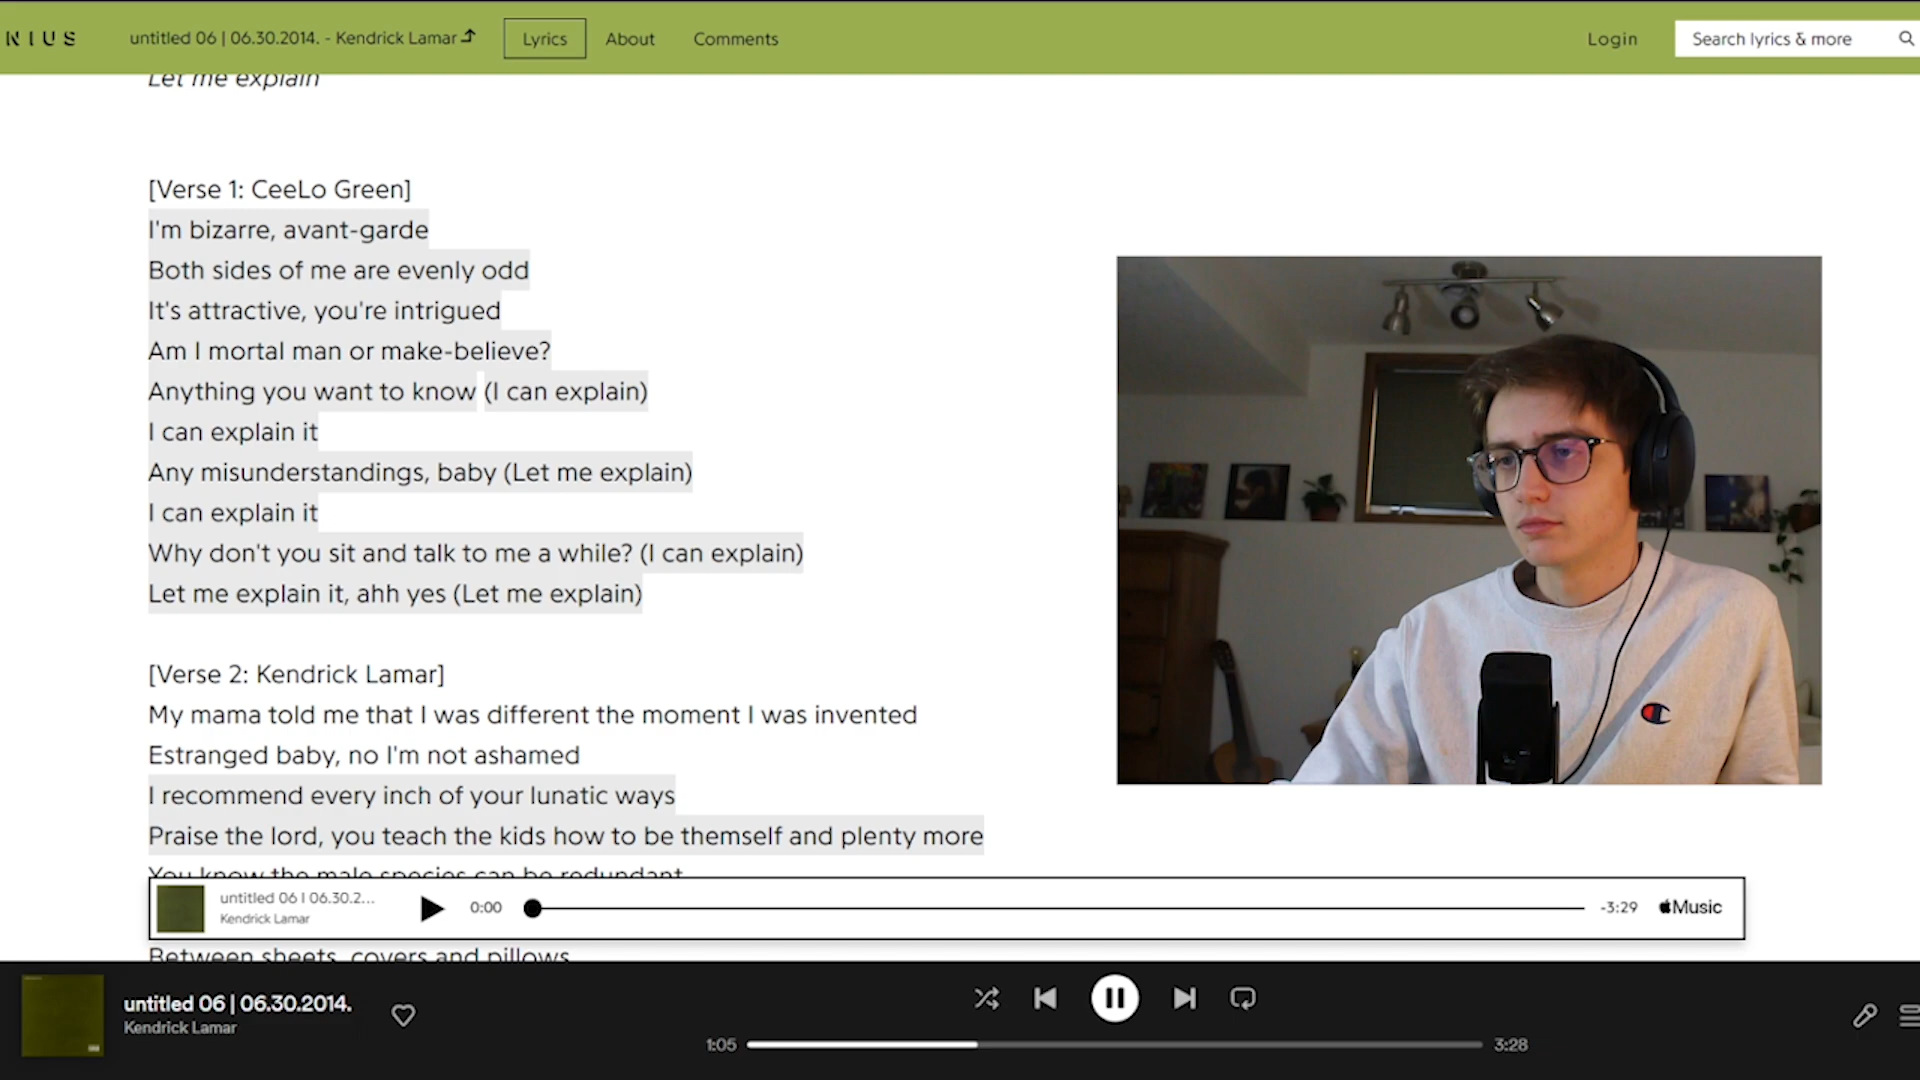 NIUS
untitled 06 | 06.30.2014. - Kendrick Lamar
Lyrics
About
Comments
Login
Search lyrics & more
Let me explain
[Verse 1: CeeLo Green]
I'm bizarre, avant-garde
Both sides of me are evenly odd
It's attractive, you're intrigued
Am I mortal man or make-believe?
Anything you want to know (I can explain)
I can explain it
Any misunderstandings, baby (Let me explain)
I can explain it
Why don't you sit and talk to me a while? (I can explain)
Let me explain it, ahh yes (Let me explain)
[Verse 2: Kendrick Lamar]
My mama told me that I was different the moment I was invented
Estranged baby, no I'm not ashamed
I recommend every inch of your lunatic ways
Praise the lord, you teach the kids how to be themself and plenty more
You know the male species can be redundant
untitled 06 | 06.30.2...
Kendrick Lamar
0:00
-3:29
Music
Between sheets, covers and pillows
untitled 06 | 06.30.2014.
Kendrick Lamar
1:05
3:28